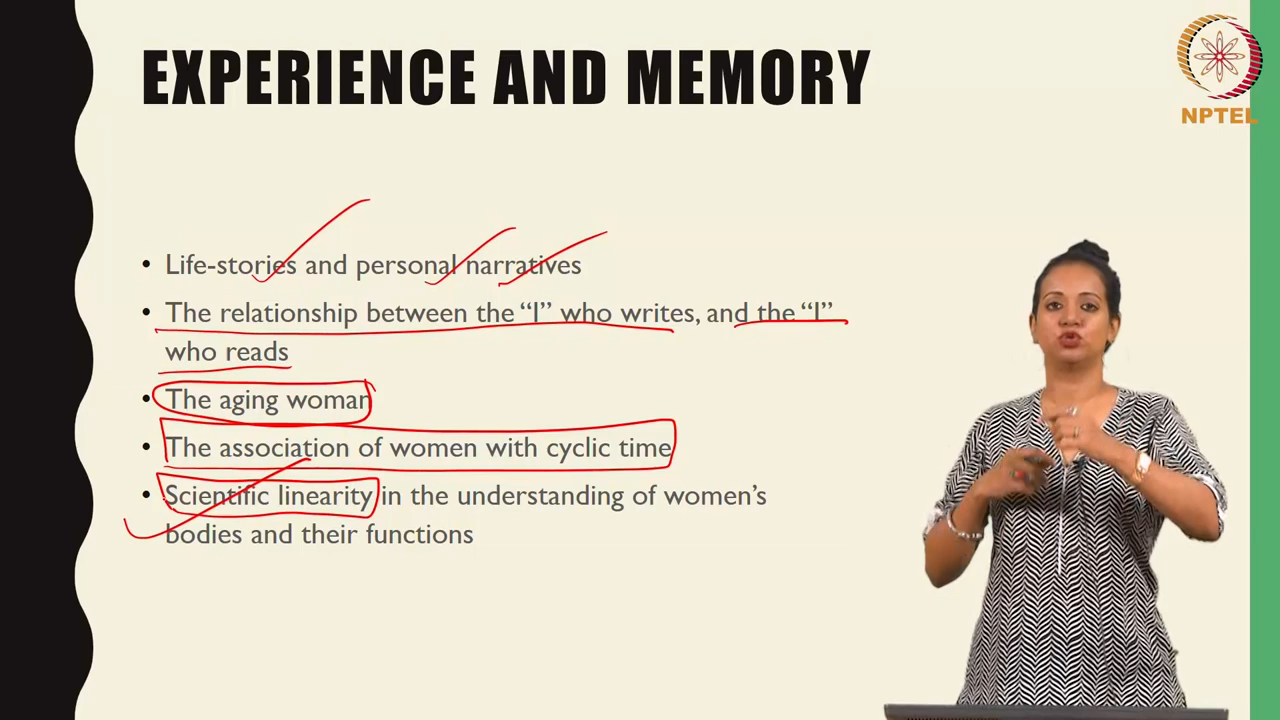 EXPERIENCE AND MEMORY
NPTEL
• Life-stories and personal narratives
• The relationship between the “I” who writes, and the “I”
who reads
• The aging woman
• The association of women with cyclic time
• Scientific linearity in the understanding of women’s
bodies and their functions